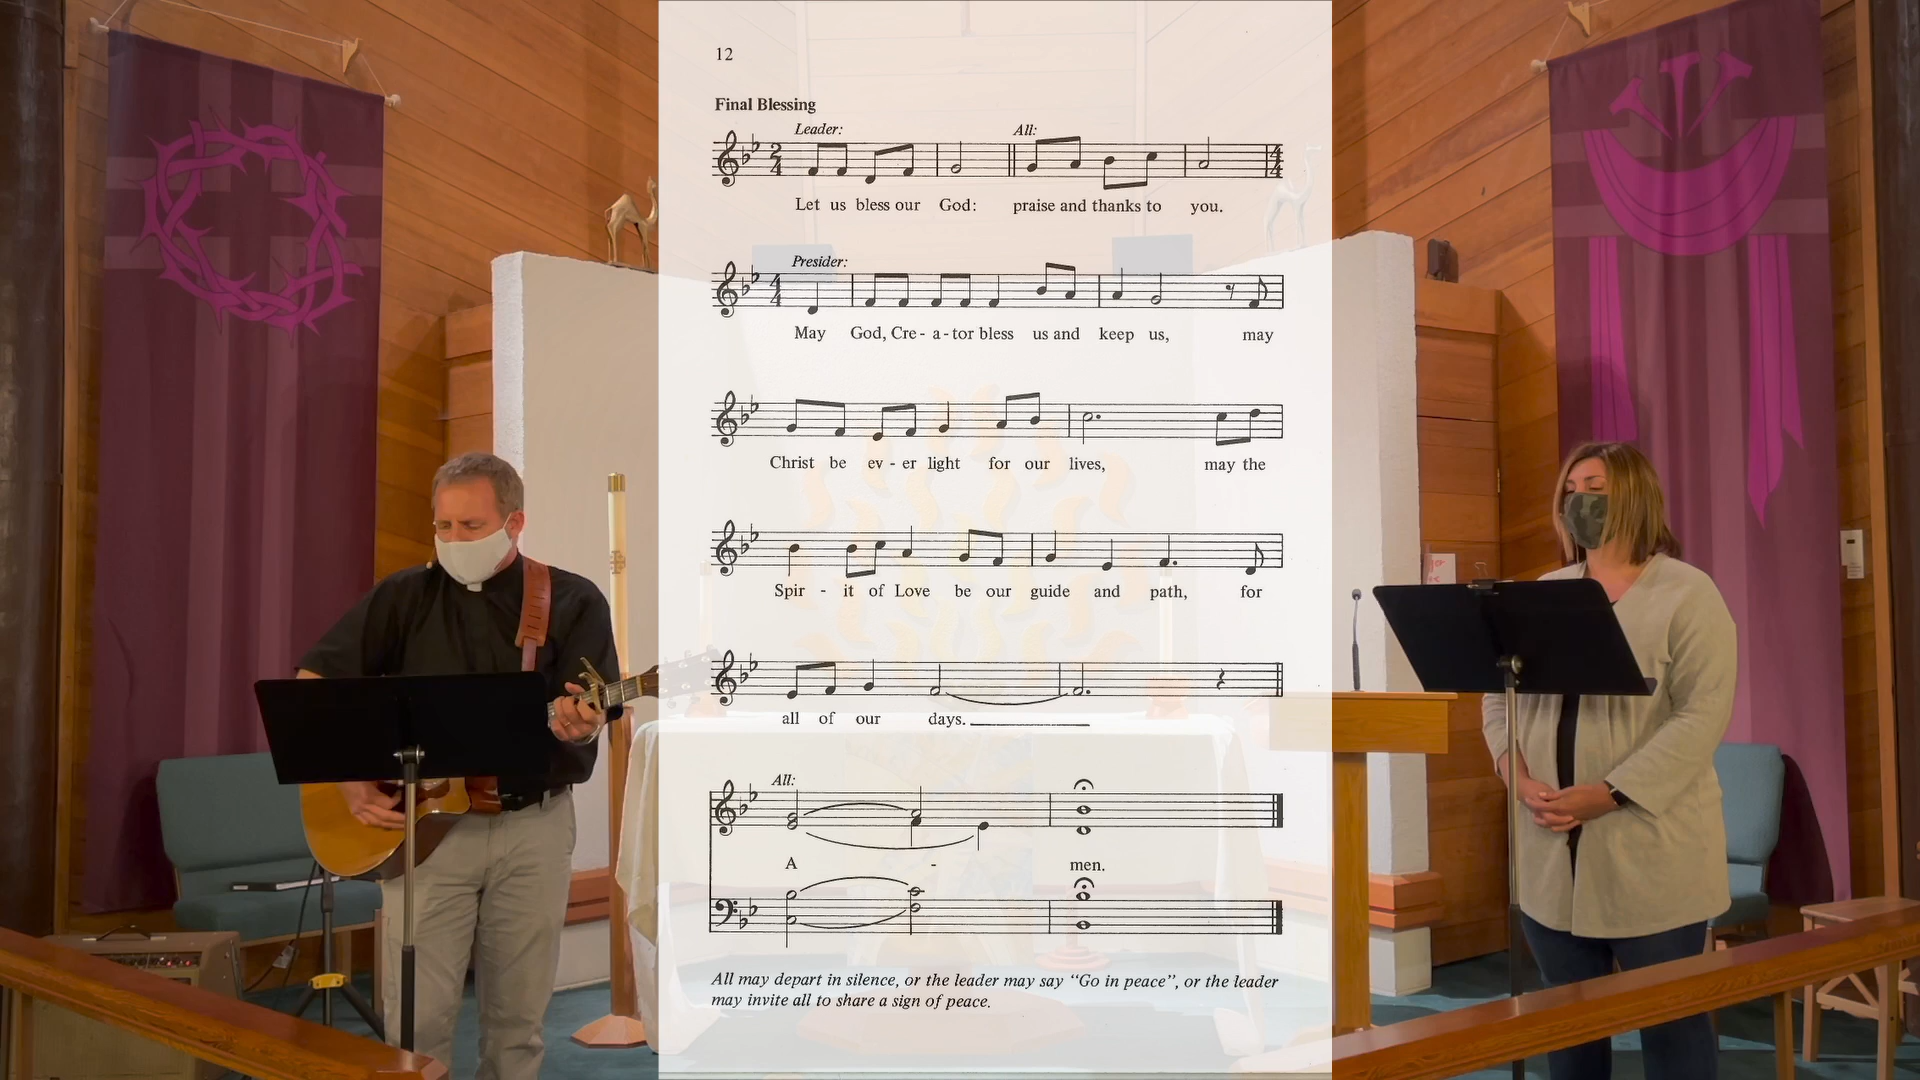 12
Final Blessing
Leader: All:
Let us bless our God: praise and thanks to you.
Presider:
May God, Cre - a - tor bless us and keep us, may
Christ be ev - er light for our lives, may the
Spir - it of Love be our guide and path, for
all of our days.
All:
A - men.
All may depart in silence, or the leader may say “Go in peace”, or the leader
may invite all to share a sign of peace.